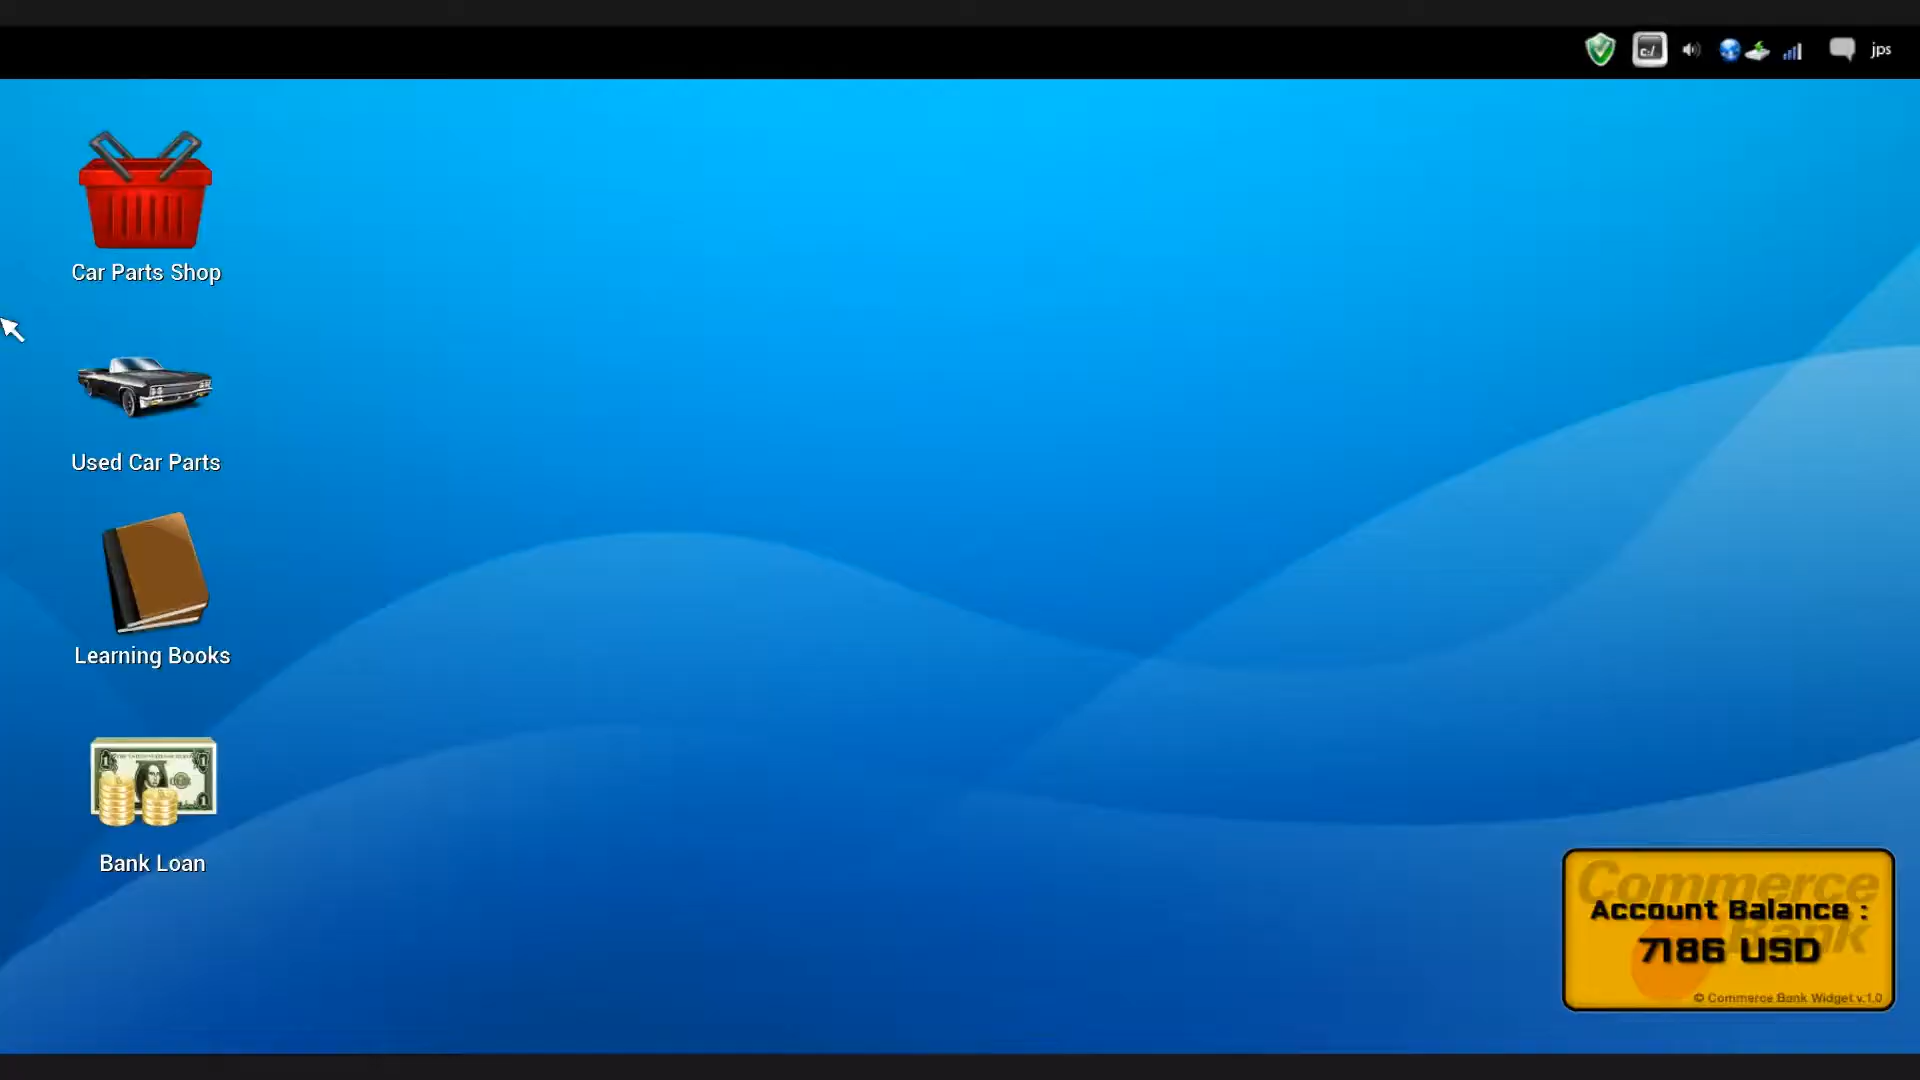 c:/
jps
Car Parts Shop
Used Car Parts
Learning Books
Bank Loan
Commerce Bank
Account Balance :
7186 USD
© Commerce Bank Widget v.1.0